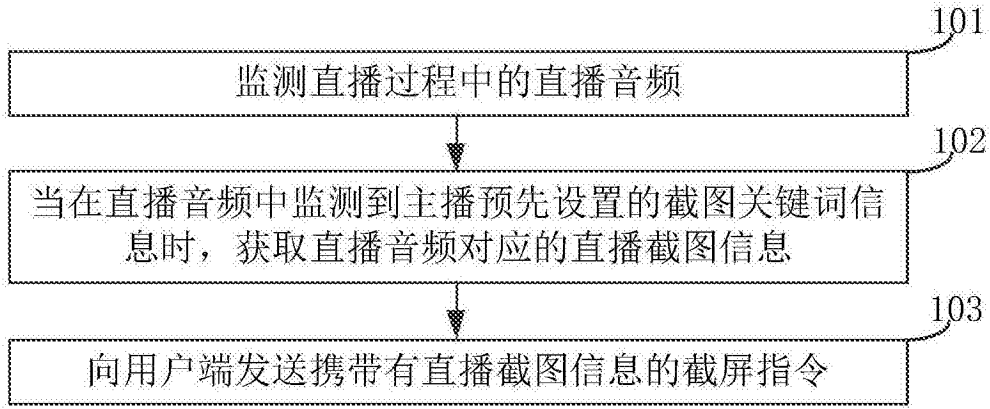 101
监测直播过程中的直播音频
102
当在直播音频中监测到主播预先设置的截图关键词信
息时，获取直播音频对应的直播截图信息
103
向用户端发送携带有直播截图信息的截屏指令